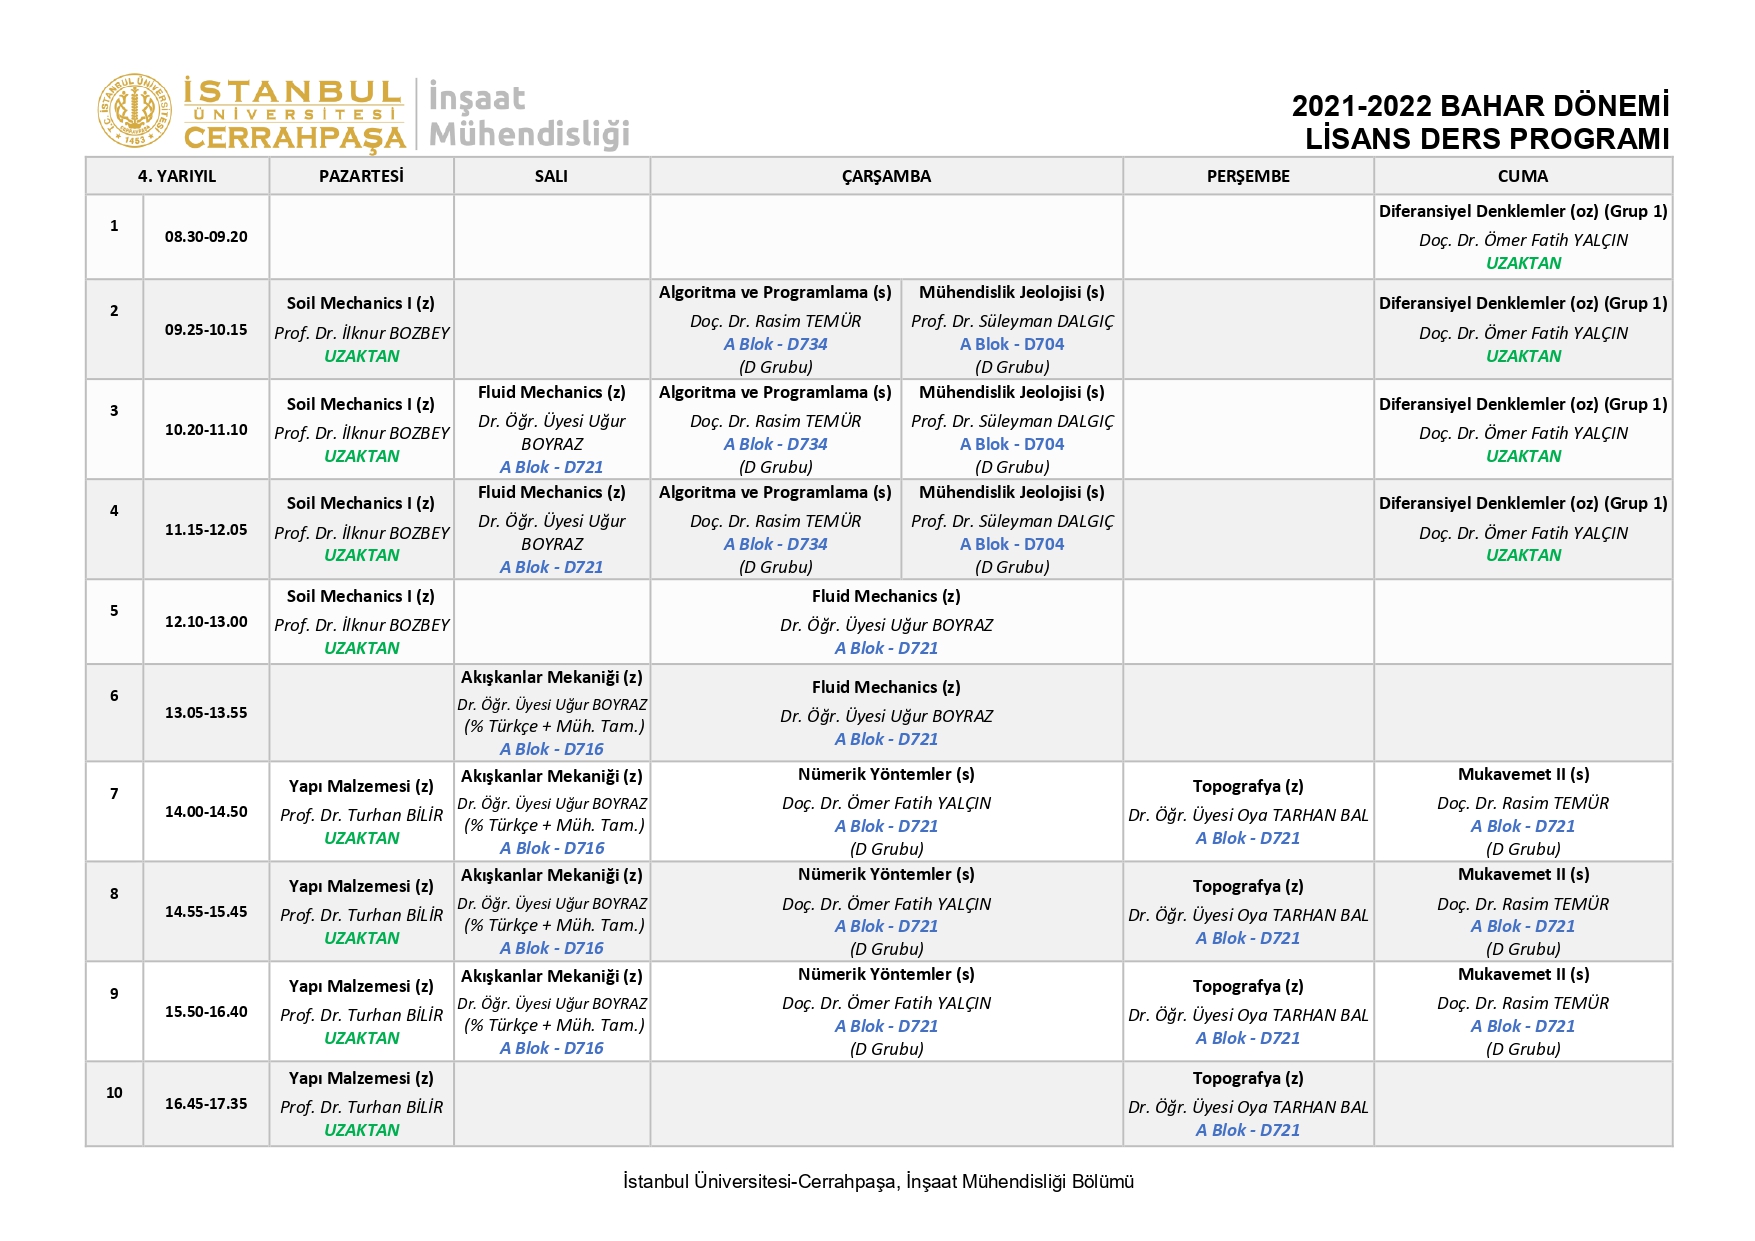 İSTANBUL
ÜNİVERSİTESİ
CERRAHPAŞA
T.C. İSTANBUL ÜNİVERSİTESİ
CERRAHPAŞA
1453
İnşaat
Mühendisliği
2021-2022 BAHAR DÖNEMİ
LİSANS DERS PROGRAMI
4. YARIYIL PAZARTESİ SALI ÇARŞAMBA PERŞEMBE CUMA
1
08.30-09.20
Diferansiyel Denklemler (oz) (Grup 1)
Doç. Dr. Ömer Fatih YALÇIN
UZAKTAN
2
09.25-10.15
Soil Mechanics I (z)
Prof. Dr. İlknur BOZBEY
UZAKTAN
Algoritma ve Programlama (s)
Doç. Dr. Rasim TEMÜR
A Blok - D734
(D Grubu)
Mühendislik Jeolojisi (s)
Prof. Dr. Süleyman DALGIÇ
A Blok - D704
(D Grubu)
Diferansiyel Denklemler (oz) (Grup 1)
Doç. Dr. Ömer Fatih YALÇIN
UZAKTAN
3
10.20-11.10
Soil Mechanics I (z)
Prof. Dr. İlknur BOZBEY
UZAKTAN
Fluid Mechanics (z)
Dr. Öğr. Üyesi Uğur
BOYRAZ
A Blok - D721
Algoritma ve Programlama (s)
Doç. Dr. Rasim TEMÜR
A Blok - D734
(D Grubu)
Mühendislik Jeolojisi (s)
Prof. Dr. Süleyman DALGIÇ
A Blok - D704
(D Grubu)
Diferansiyel Denklemler (oz) (Grup 1)
Doç. Dr. Ömer Fatih YALÇIN
UZAKTAN
4
11.15-12.05
Soil Mechanics I (z)
Prof. Dr. İlknur BOZBEY
UZAKTAN
Fluid Mechanics (z)
Dr. Öğr. Üyesi Uğur
BOYRAZ
A Blok - D721
Algoritma ve Programlama (s)
Doç. Dr. Rasim TEMÜR
A Blok - D734
(D Grubu)
Mühendislik Jeolojisi (s)
Prof. Dr. Süleyman DALGIÇ
A Blok - D704
(D Grubu)
Diferansiyel Denklemler (oz) (Grup 1)
Doç. Dr. Ömer Fatih YALÇIN
UZAKTAN
5
12.10-13.00
Soil Mechanics I (z)
Prof. Dr. İlknur BOZBEY
UZAKTAN
Fluid Mechanics (z)
Dr. Öğr. Üyesi Uğur BOYRAZ
A Blok - D721
6
13.05-13.55
Akışkanlar Mekaniği (z)
Dr. Öğr. Üyesi Uğur BOYRAZ
(% Türkçe + Müh. Tam.)
A Blok - D716
Fluid Mechanics (z)
Dr. Öğr. Üyesi Uğur BOYRAZ
A Blok - D721
7
14.00-14.50
Yapı Malzemesi (z)
Prof. Dr. Turhan BİLİR
UZAKTAN
Akışkanlar Mekaniği (z)
Dr. Öğr. Üyesi Uğur BOYRAZ
(% Türkçe + Müh. Tam.)
A Blok - D716
Nümerik Yöntemler (s)
Doç. Dr. Ömer Fatih YALÇIN
A Blok - D721
(D Grubu)
Topografya (z)
Dr. Öğr. Üyesi Oya TARHAN BAL
A Blok - D721
Mukavemet II (s)
Doç. Dr. Rasim TEMÜR
A Blok - D721
(D Grubu)
8
14.55-15.45
Yapı Malzemesi (z)
Prof. Dr. Turhan BİLİR
UZAKTAN
Akışkanlar Mekaniği (z)
Dr. Öğr. Üyesi Uğur BOYRAZ
(% Türkçe + Müh. Tam.)
A Blok - D716
Nümerik Yöntemler (s)
Doç. Dr. Ömer Fatih YALÇIN
A Blok - D721
(D Grubu)
Topografya (z)
Dr. Öğr. Üyesi Oya TARHAN BAL
A Blok - D721
Mukavemet II (s)
Doç. Dr. Rasim TEMÜR
A Blok - D721
(D Grubu)
9
15.50-16.40
Yapı Malzemesi (z)
Prof. Dr. Turhan BİLİR
UZAKTAN
Akışkanlar Mekaniği (z)
Dr. Öğr. Üyesi Uğur BOYRAZ
(% Türkçe + Müh. Tam.)
A Blok - D716
Nümerik Yöntemler (s)
Doç. Dr. Ömer Fatih YALÇIN
A Blok - D721
(D Grubu)
Topografya (z)
Dr. Öğr. Üyesi Oya TARHAN BAL
A Blok - D721
Mukavemet II (s)
Doç. Dr. Rasim TEMÜR
A Blok - D721
(D Grubu)
10
16.45-17.35
Yapı Malzemesi (z)
Prof. Dr. Turhan BİLİR
UZAKTAN
Topografya (z)
Dr. Öğr. Üyesi Oya TARHAN BAL
A Blok - D721
İstanbul Üniversitesi-Cerrahpaşa, İnşaat Mühendisliği Bölümü